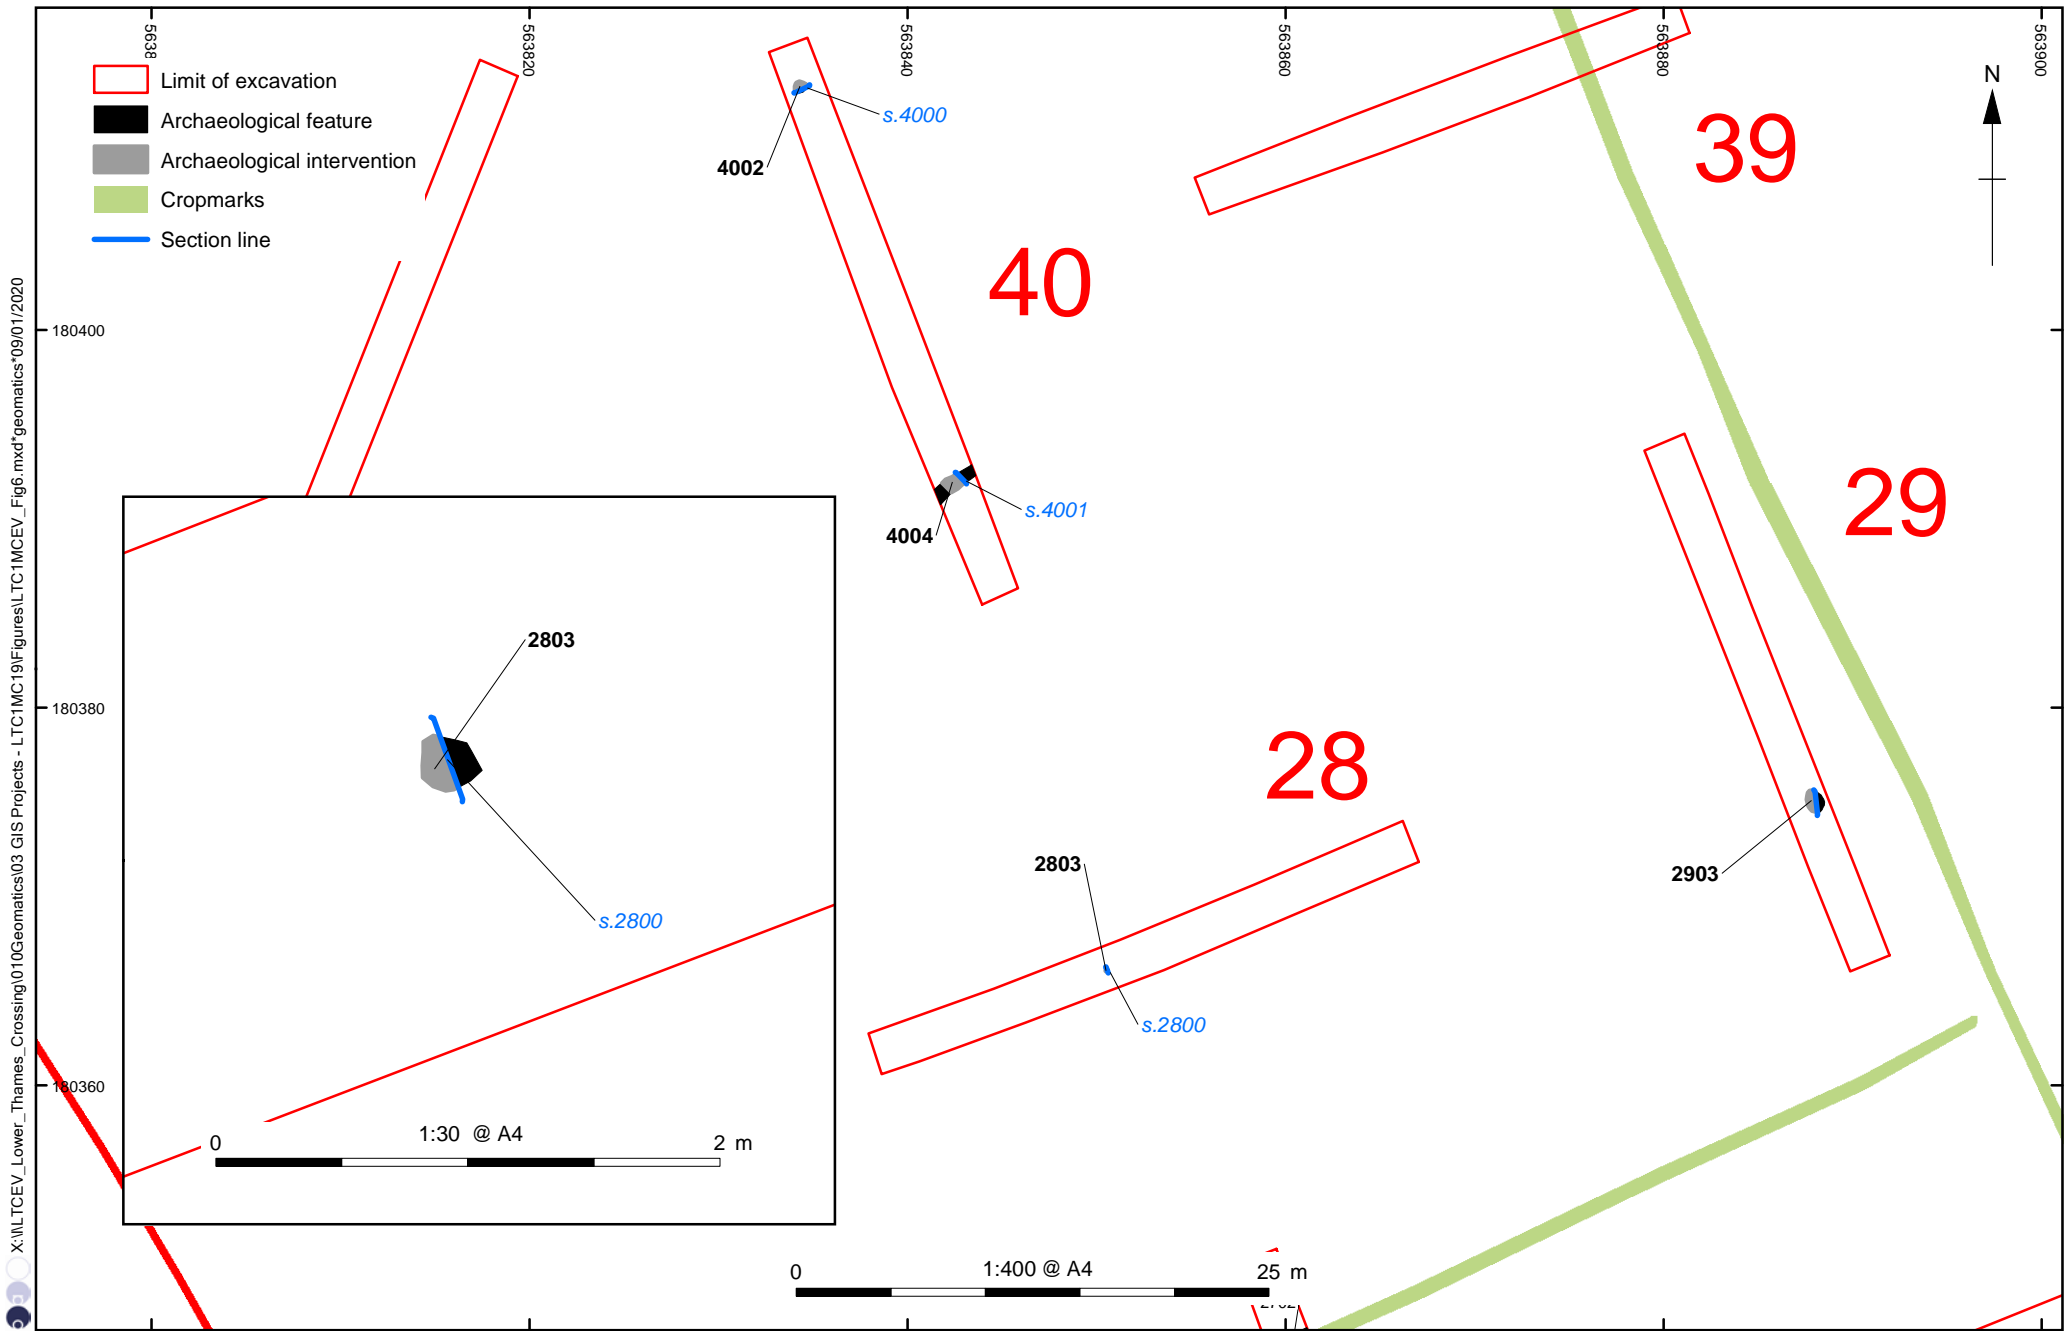 5638
563820
563840
563860
563880
563900
Limit of excavation
Archaeological feature
Archaeological intervention
Cropmarks
Section line
N
s.4000
4002
39
40
180400
29
s.4001
4004
2803
180380
28
2803
2903
s.2800
s.2800
180360
0
1:30 @ A4
2 m
0
1:400 @ A4
25 m
X:\l\LTCEV_Lower_Thames_Crossing\010Geomatics\03 GIS Projects - LTC1MC19\Figures\LTC1MCEV_Fig6.mxd*geomatics*09/01/2020